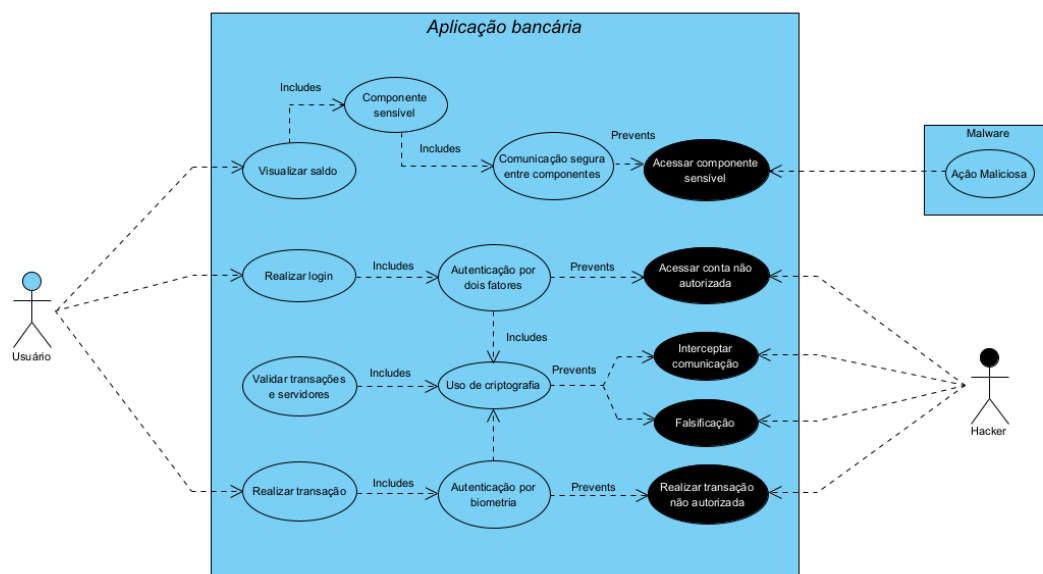 Aplicação bancária
Includes
Componente
sensível
Includes
Visualizar saldo
Comunicação segura
entre componentes
Prevents
Acessar componente
sensível
Malware
Ação Maliciosa
Usuário
Realizar login
Includes
Autenticação por
dois fatores
Prevents
Acessar conta não
autorizada
Includes
Validar transações
e servidores
Includes
Uso de criptografia
Prevents
Interceptar
comunicação
Falsificação
Hacker
Realizar transação
Includes
Autenticação por
biometria
Prevents
Realizar transação
não autorizada